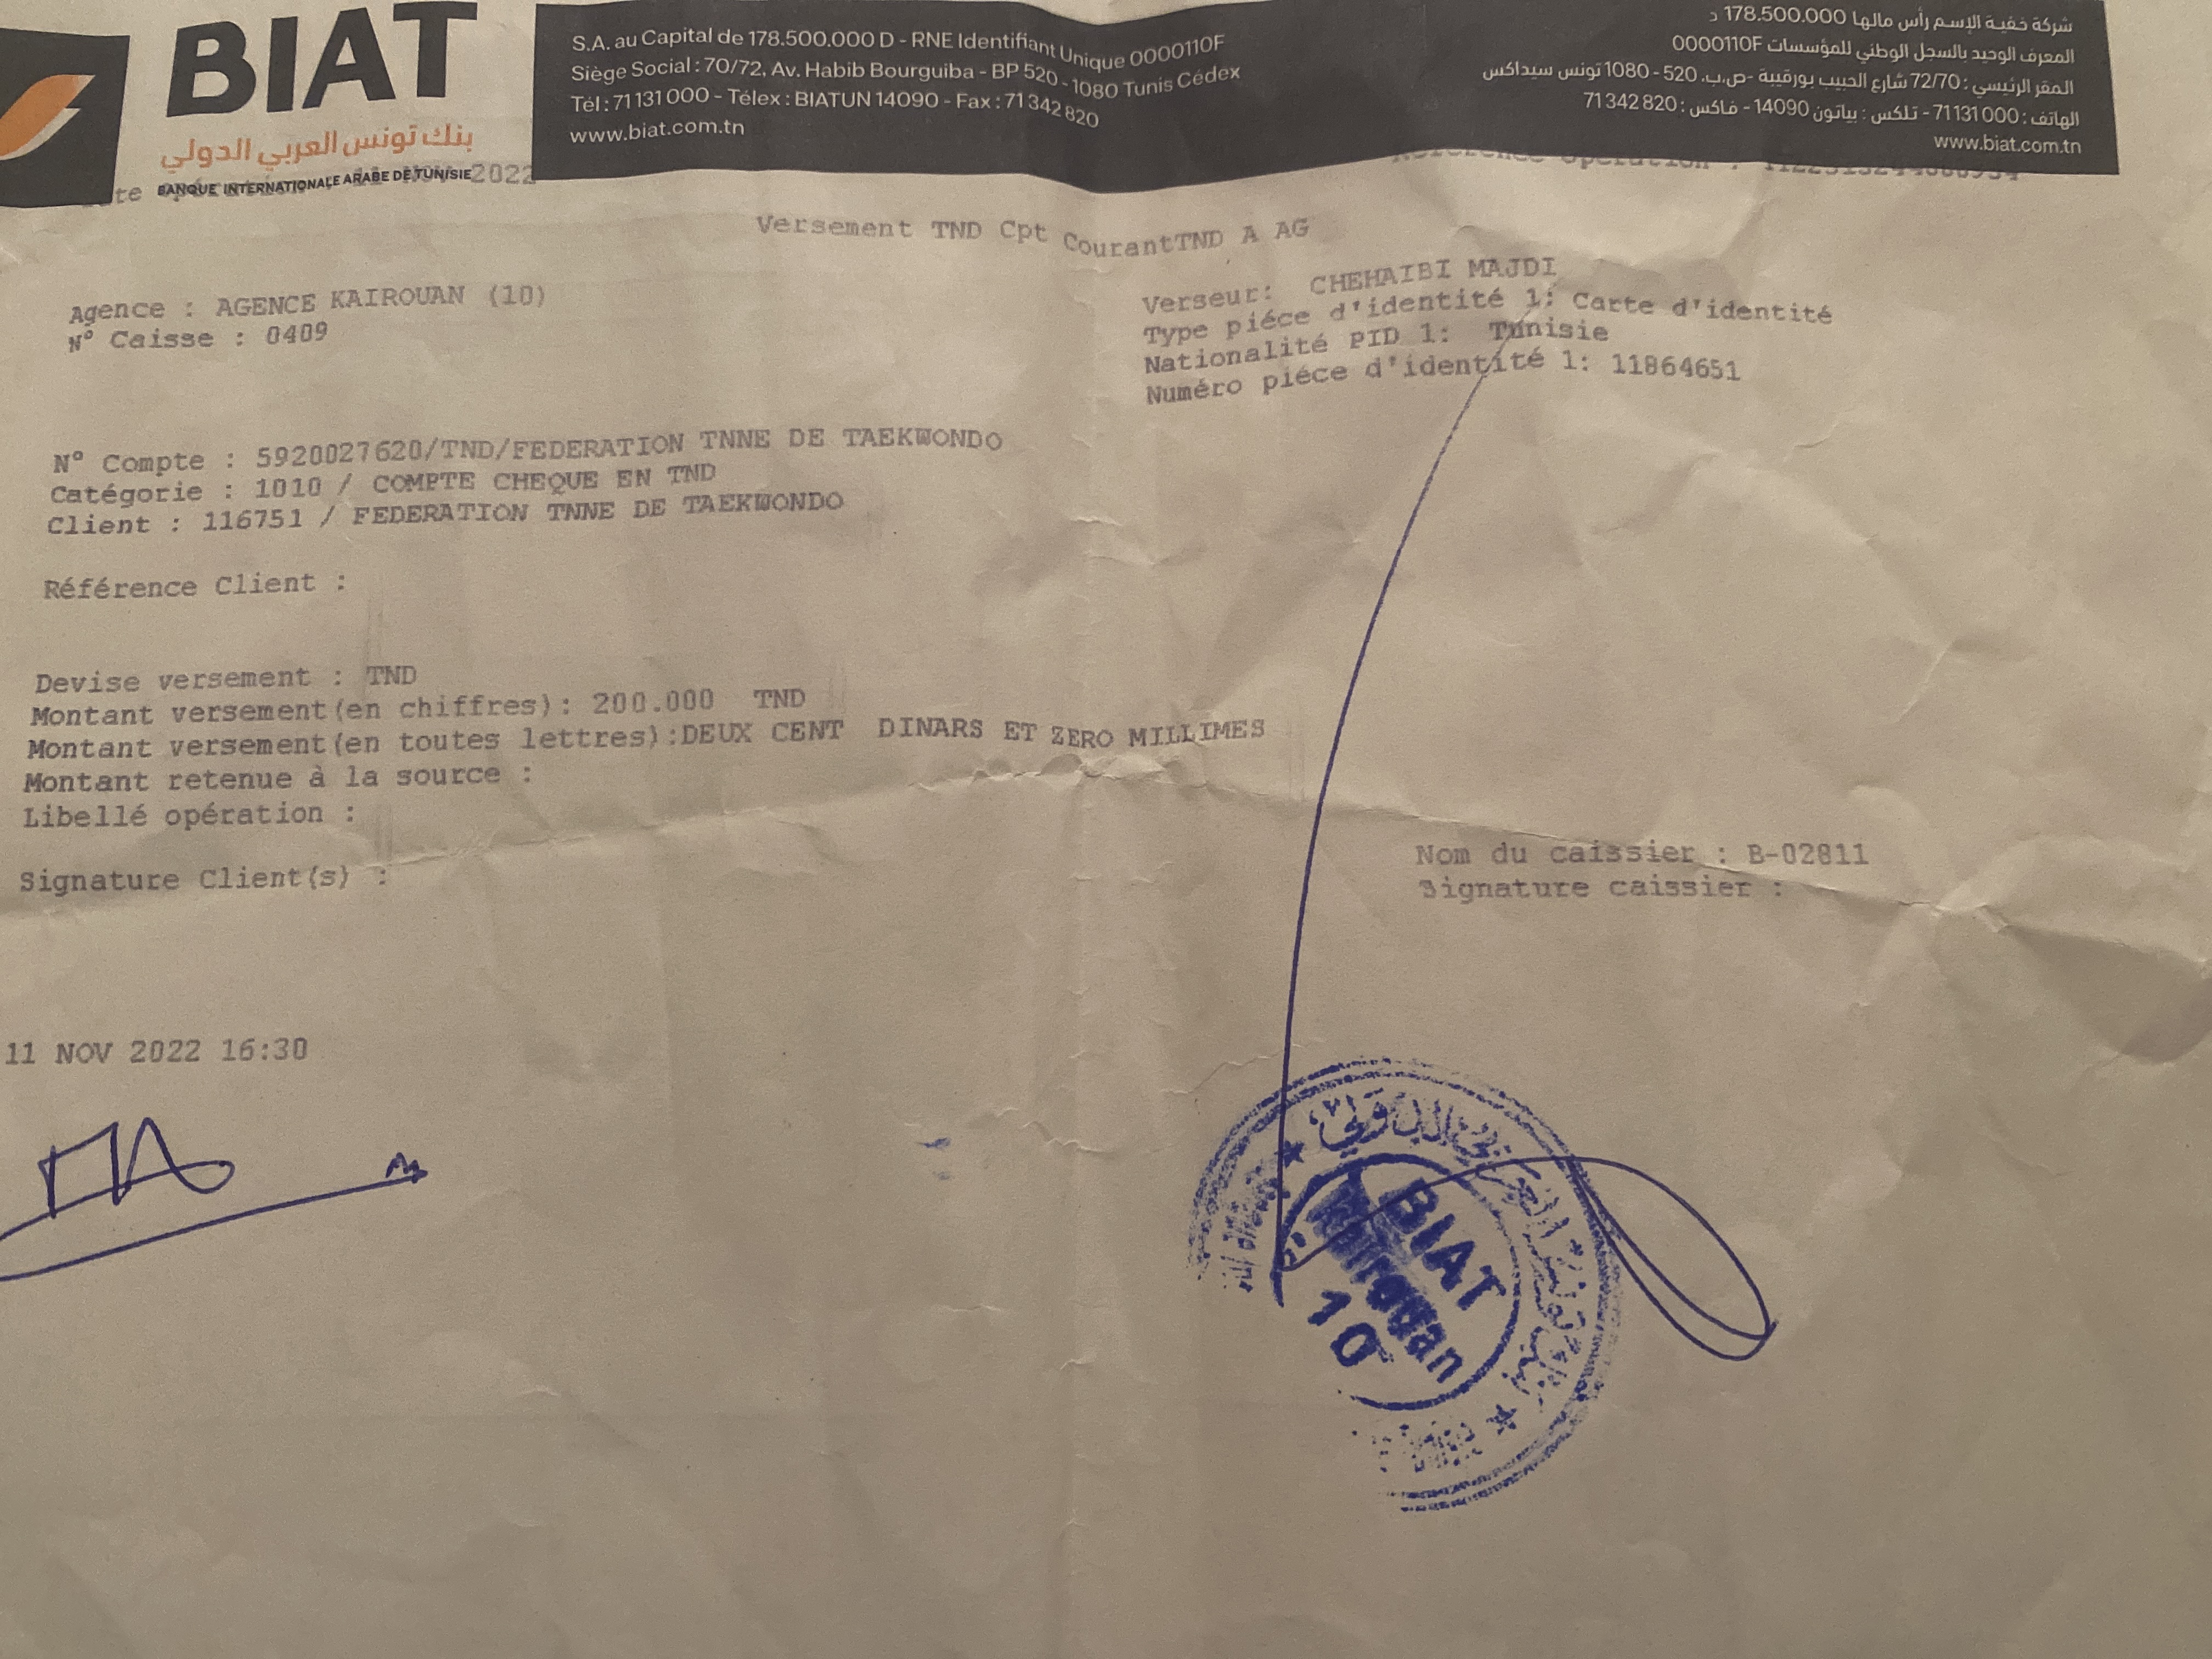 BIAT
بنك تونس العربي الدولي
BANQUE INTERNATIONALE ARABE DE TUNISIE
S.A. au Capital de 178.500.000 D - RNE Identifiant Unique 0000110F
Siège Social : 70/72, Av. Habib Bourguiba - BP 520 - 1080 Tunis Cédex
Tél : 71 131 000 - Télex : BIATUN 14090 - Fax : 71 342 820
www.biat.com.tn
شركة خفية الإسم رأس مالها 178.500.000 د
المعرف الوحيد بالسجل الوطني للمؤسسات 0000110F
المقر الرئيسي : 72/70 شارع الحبيب بورقيبة -ص.ب. 520 - 1080 تونس سيداكس
الهاتف : 71 131 000 - تلكس : بياتون 14090 - فاكس : 71 342 820
www.biat.com.tn
2022
Versement TND Cpt CourantTND A AG
Agence : AGENCE KAIROUAN (10)
N° Caisse : 0409
Verseur: CHEHAIBI MAJDI
Type piéce d'identité 1: Carte d'identité
Nationalité PID 1: Tunisie
Numéro piéce d'identité 1: 11864651
N° Compte : 5920027620/TND/FEDERATION TNNE DE TAEKWONDO
Catégorie : 1010 / COMPTE CHEQUE EN TND
Client : 116751 / FEDERATION TNNE DE TAEKWONDO
Référence Client :
Devise versement : TND
Montant versement(en chiffres): 200.000 TND
Montant versement(en toutes lettres):DEUX CENT DINARS ET ZERO MILLIMES
Montant retenue à la source :
Libellé opération :
Signature Client(s) :
Nom du caissier : B-02811
Signature caissier :
11 NOV 2022 16:30
BIAT
Kairouan
10